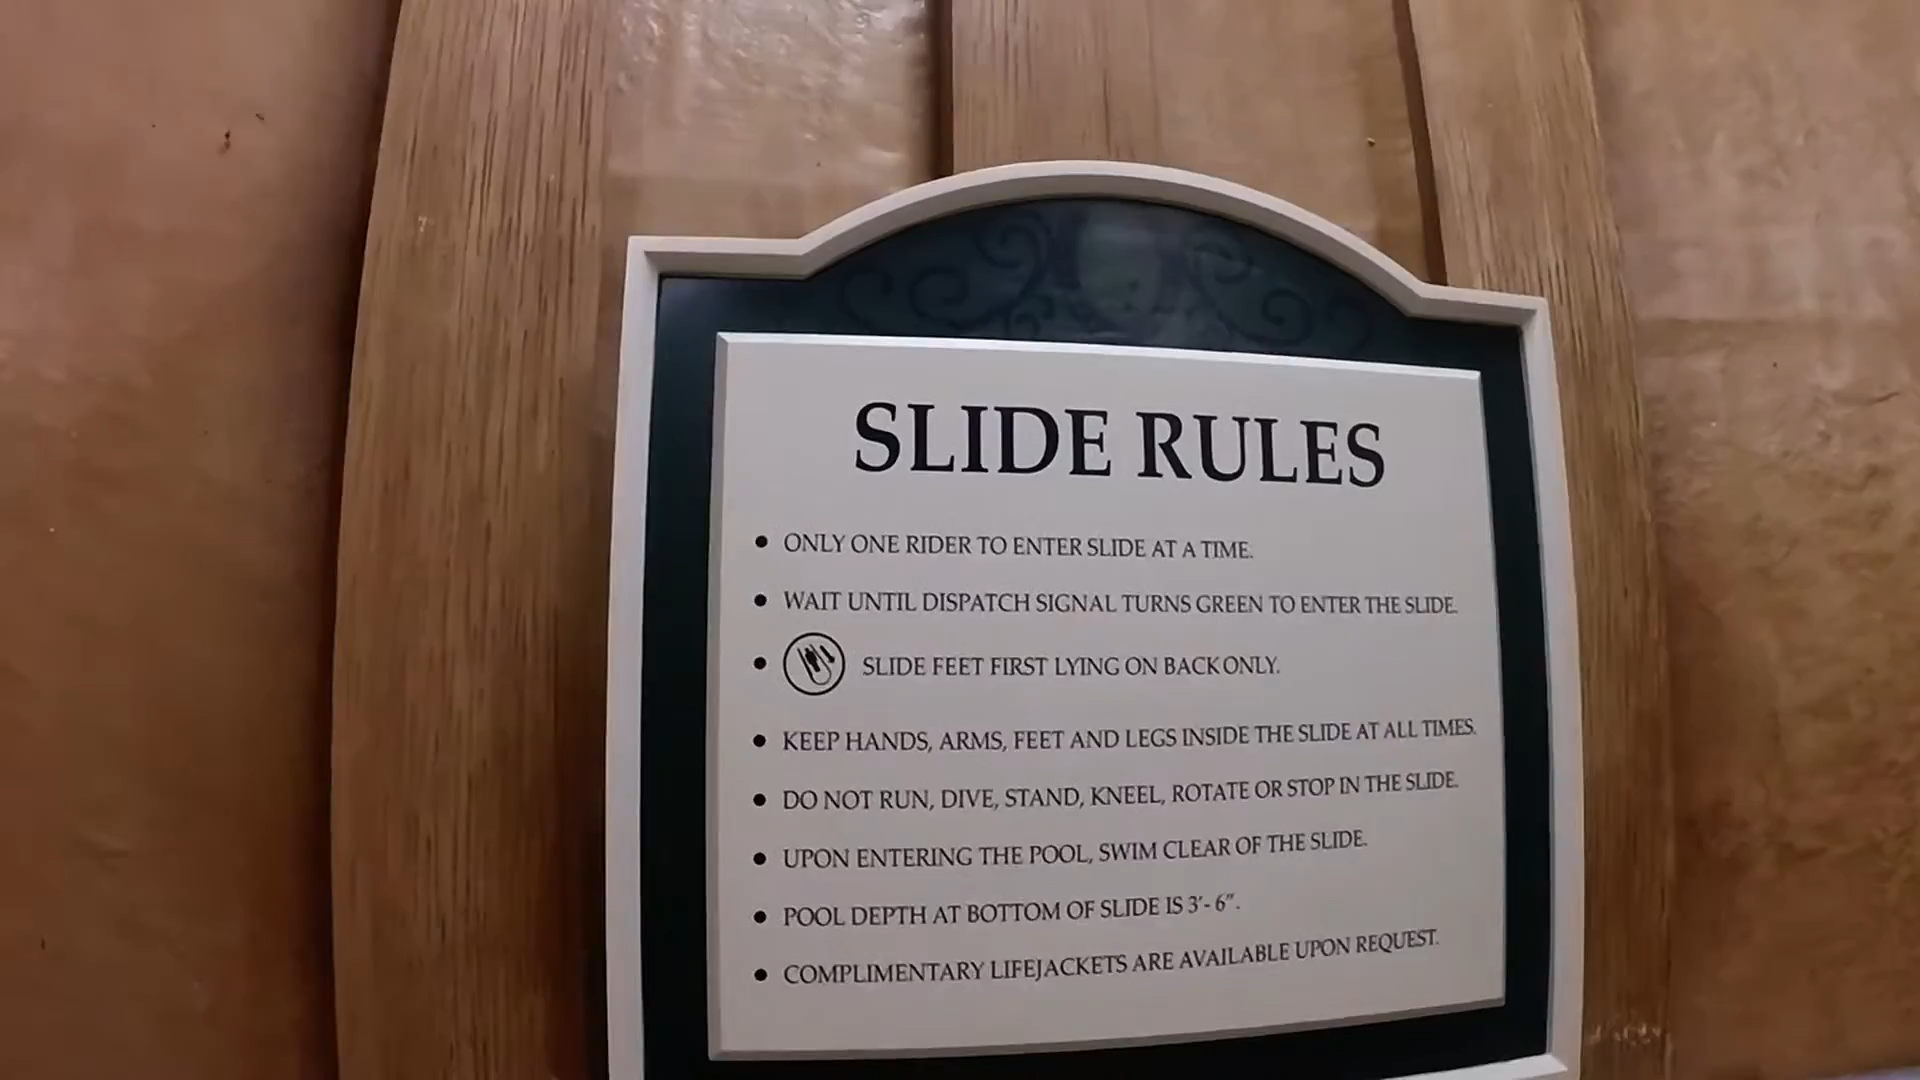 SLIDE RULES
• ONLY ONE RIDER TO ENTER SLIDE AT A TIME.
• WAIT UNTIL DISPATCH SIGNAL TURNS GREEN TO ENTER THE SLIDE.
• SLIDE FEET FIRST LYING ON BACK ONLY.
• KEEP HANDS, ARMS, FEET AND LEGS INSIDE THE SLIDE AT ALL TIMES.
• DO NOT RUN, DIVE, STAND, KNEEL, ROTATE OR STOP IN THE SLIDE.
• UPON ENTERING THE POOL, SWIM CLEAR OF THE SLIDE.
• POOL DEPTH AT BOTTOM OF SLIDE IS 3'- 6".
• COMPLIMENTARY LIFEJACKETS ARE AVAILABLE UPON REQUEST.